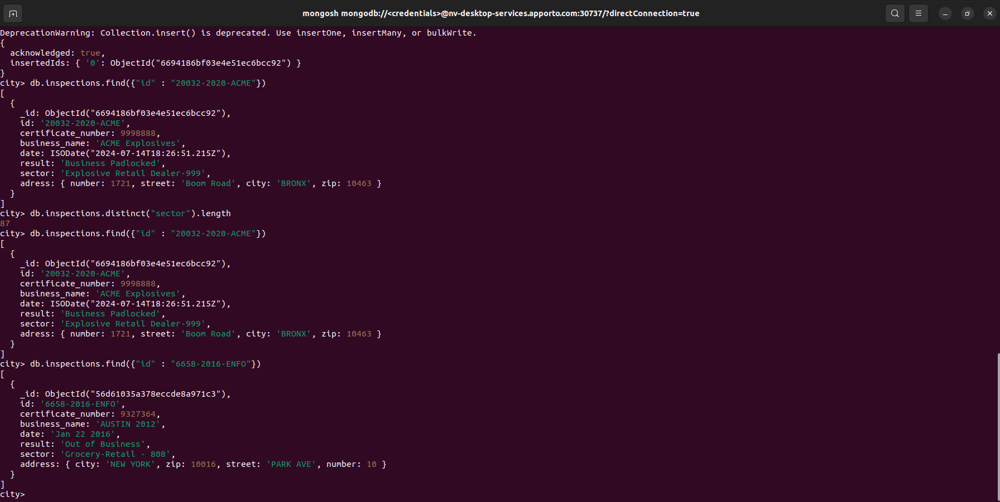 mongosh mongodb://<credentials>@nv-desktop-services.apporto.com:30737/?directConnection=true
DeprecationWarning: Collection.insert() is deprecated. Use insertOne, insertMany, or bulkWrite.
{
  acknowledged: true,
  insertedIds: { '0': ObjectId("6694186bf03e4e51ec6bcc92") }
}
city> db.inspections.find({"id" : "20032-2020-ACME"})
[
  {
    _id: ObjectId("6694186bf03e4e51ec6bcc92"),
    id: '20032-2020-ACME',
    certificate_number: 9998888,
    business_name: 'ACME Explosives',
    date: ISODate("2024-07-14T18:26:51.215Z"),
    result: 'Business Padlocked',
    sector: 'Explosive Retail Dealer-999',
    adress: { number: 1721, street: 'Boom Road', city: 'BRONX', zip: 10463 }
  }
]
city> db.inspections.distinct("sector").length
87
city> db.inspections.find({"id" : "20032-2020-ACME"})
[
  {
    _id: ObjectId("6694186bf03e4e51ec6bcc92"),
    id: '20032-2020-ACME',
    certificate_number: 9998888,
    business_name: 'ACME Explosives',
    date: ISODate("2024-07-14T18:26:51.215Z"),
    result: 'Business Padlocked',
    sector: 'Explosive Retail Dealer-999',
    adress: { number: 1721, street: 'Boom Road', city: 'BRONX', zip: 10463 }
  }
]
city> db.inspections.find({"id" : "6658-2016-ENFO"})
[
  {
    _id: ObjectId("56d61035a378eccde8a971c3"),
    id: '6658-2016-ENFO',
    certificate_number: 9327364,
    business_name: 'AUSTIN 2012',
    date: 'Jan 22 2016',
    result: 'Out of Business',
    sector: 'Grocery-Retail - 808',
    address: { city: 'NEW YORK', zip: 10016, street: 'PARK AVE', number: 10 }
  }
]
city>